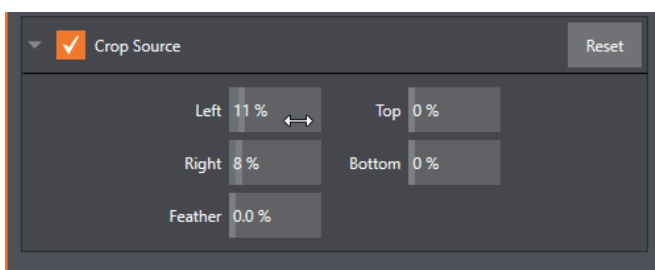 Crop Source Reset
Left 11 % Top 0 %
Right 8 % Bottom 0 %
Feather 0.0 %